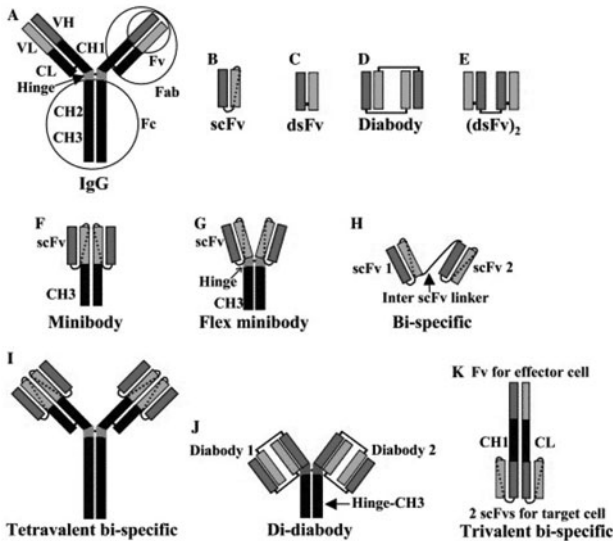 A
VH
VL
CH1
CL
Hinge
Fv
Fab
CH2
CH3
Fc
IgG
B
scFv
C
dsFv
D
Diabody
E
(dsFv)2
F
scFv
CH3
Minibody
G
scFv
Hinge
CH3
Flex minibody
H
scFv 1
scFv 2
Inter scFv linker
Bi-specific
I
Tetravalent bi-specific
J
Diabody 1
Diabody 2
Hinge-CH3
Di-diabody
K Fv for effector cell
CH1
CL
2 scFvs for target cell
Trivalent bi-specific